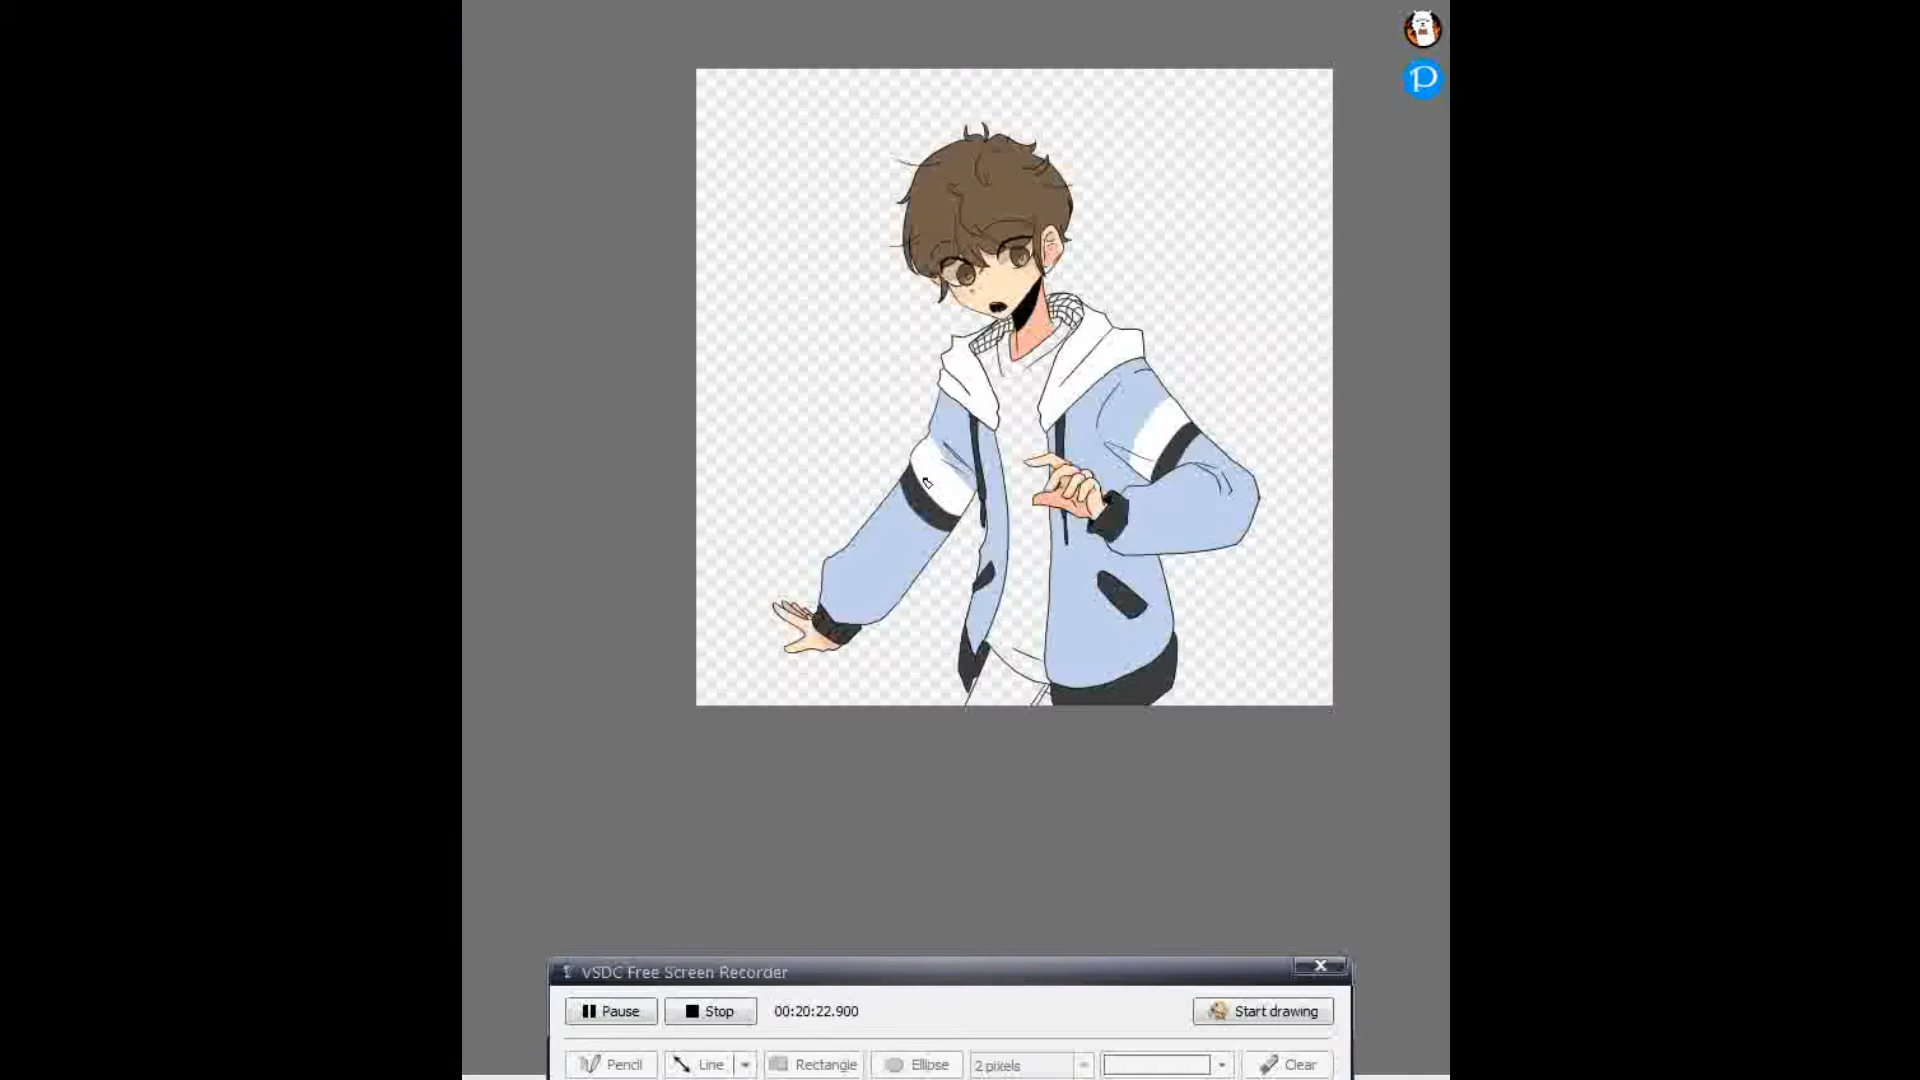 P
VSDC Free Screen Recorder
Pause Stop 00:20:22.900 Start drawing
Pencil Line Rectangle Ellipse 2 pixels Clear